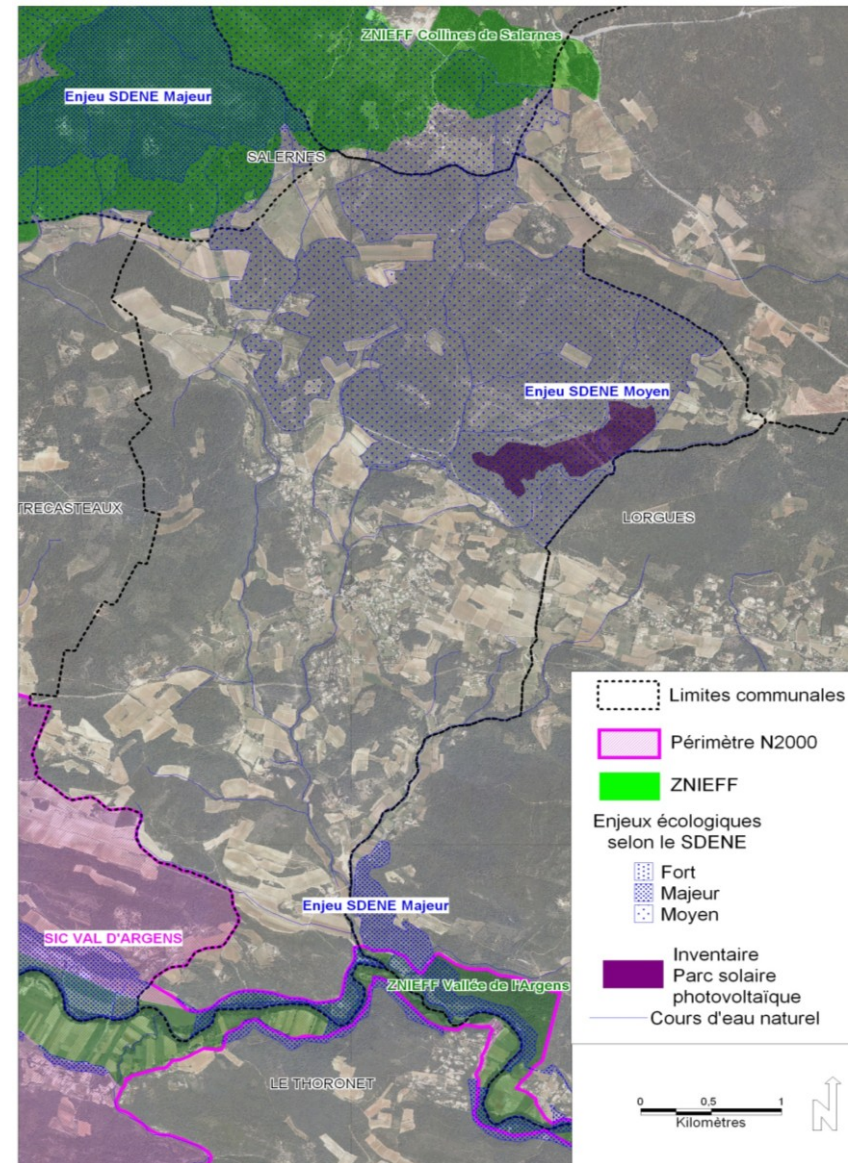 ZNIEFF Collines de Salernes
Enjeu SDENE Majeur
SALERNES
Enjeu SDENE Moyen
TRECASTEAUX
LORGUES
Enjeu SDENE Majeur
SIC VAL D'ARGENS
ZNIEFF Vallée de l'Argens
LE THORONET
Limites communales
Périmètre N2000
ZNIEFF
Enjeux écologiques
selon le SDENE
Fort
Majeur
Moyen
Inventaire
Parc solaire
photovoltaïque
Cours d'eau naturel
0 0,5 1
Kilomètres
N